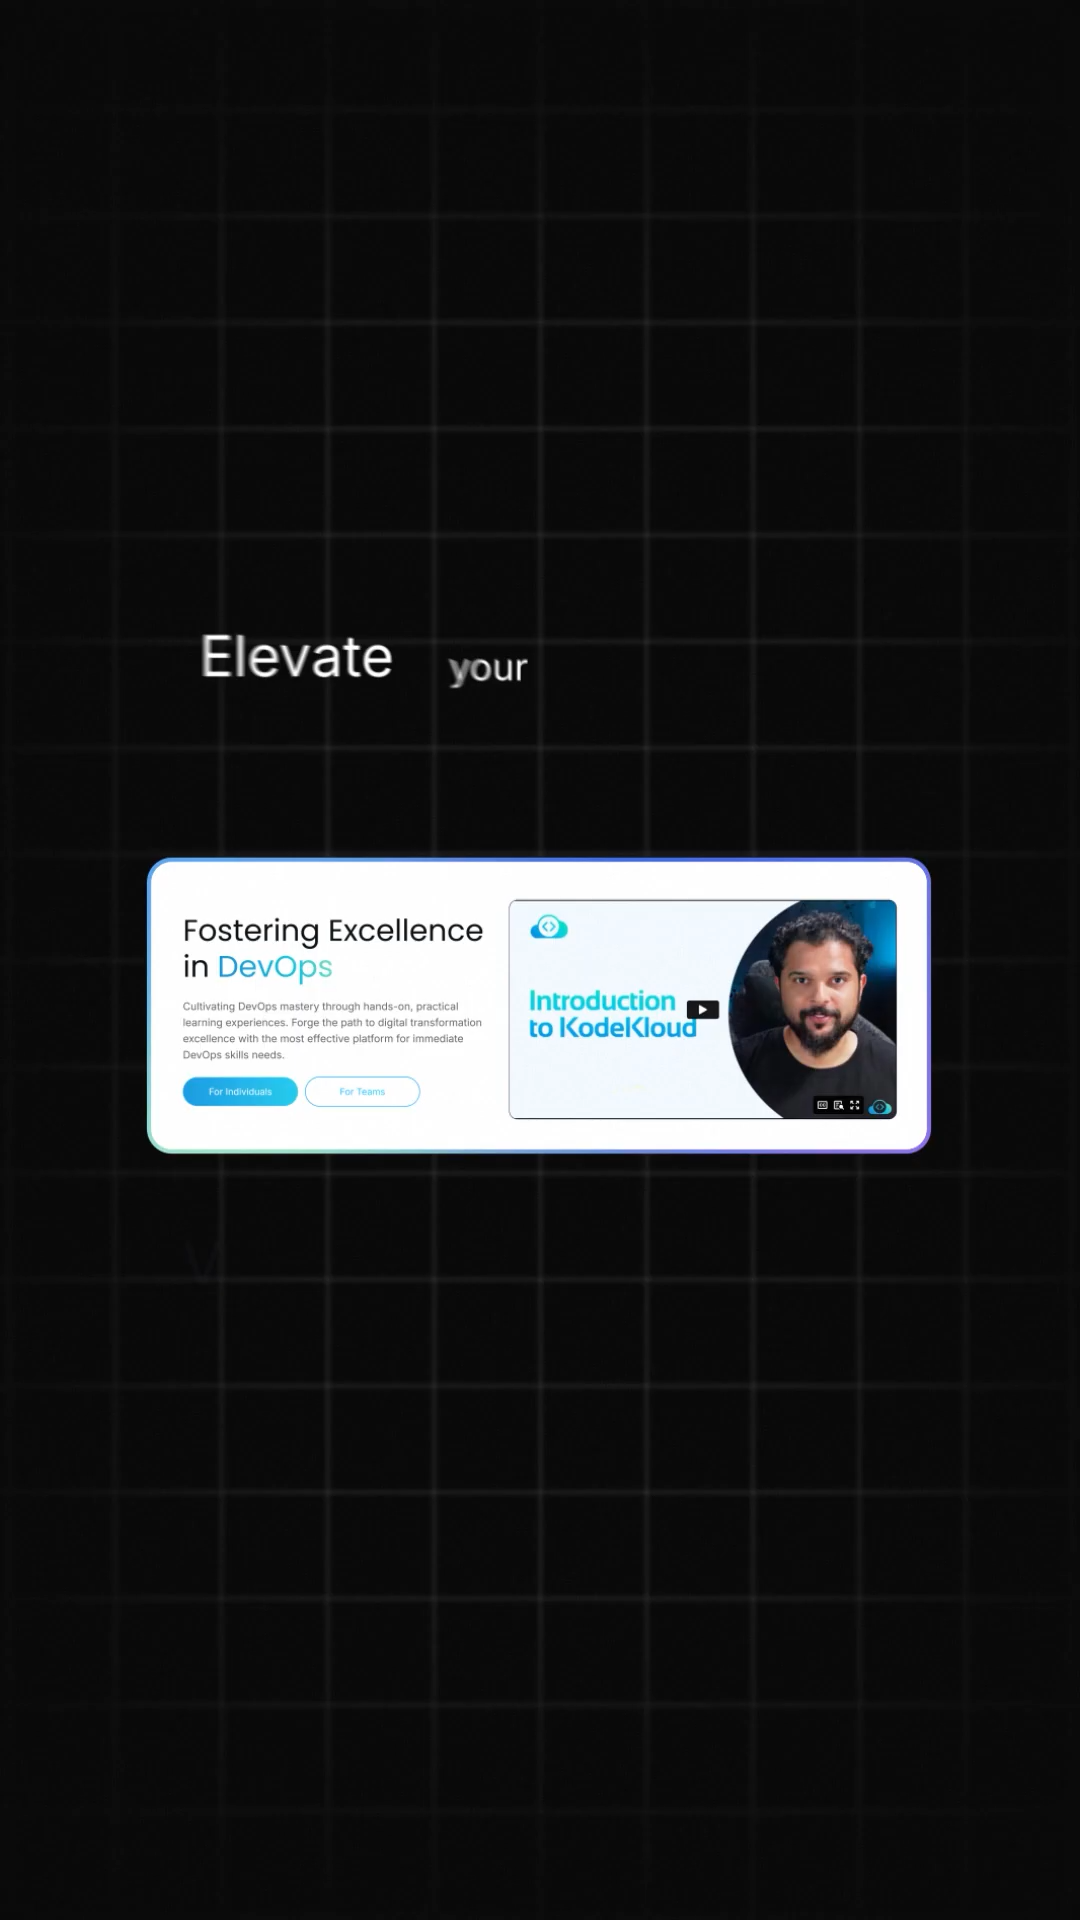 Elevate your
Fostering Excellence
in DevOps
Cultivating DevOps mastery through hands-on, practical
learning experiences. Forge the path to digital transformation
excellence with the most effective platform for immediate
DevOps skills needs.
For Individuals
For Teams
Introduction
to KodeKloud